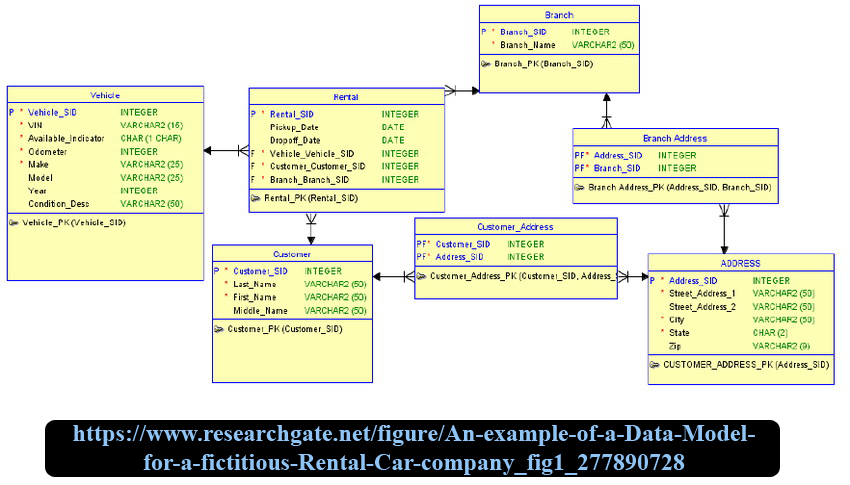 Branch
P * Branch_SID INTEGER
* Branch_Name VARCHAR2 (50)
Branch_PK (Branch_SID)
Vehicle
P * Vehicle_SID INTEGER
* VIN VARCHAR2 (16)
* Available_Indicator CHAR (1 CHAR)
* Odometer INTEGER
* Make VARCHAR2 (25)
Model VARCHAR2 (25)
Year INTEGER
Condition_Desc VARCHAR2 (50)
Vehicle_PK (Vehicle_SID)
Rental
P * Rental_SID INTEGER
Pickup_Date DATE
Dropoff_Date DATE
F * Vehicle_Vehicle_SID INTEGER
F * Customer_Customer_SID INTEGER
F * Branch_Branch_SID INTEGER
Rental_PK (Rental_SID)
Branch Address
PF* Address_SID INTEGER
PF* Branch_SID INTEGER
Branch Address_PK (Address_SID, Branch_SID)
Customer
P * Customer_SID INTEGER
* Last_Name VARCHAR2 (50)
* First_Name VARCHAR2 (50)
Middle_Name VARCHAR2 (50)
Customer_PK (Customer_SID)
Customer_Address
PF* Customer_SID INTEGER
PF* Address_SID INTEGER
Customer_Address_PK (Customer_SID, Address_
ADDRESS
P * Address_SID INTEGER
* Street_Address_1 VARCHAR2 (50)
Street_Address_2 VARCHAR2 (50)
* City VARCHAR2 (50)
* State CHAR (2)
Zip VARCHAR2 (9)
CUSTOMER_ADDRESS_PK (Address_SID)
https://www.researchgate.net/figure/An-example-of-a-Data-Model-
for-a-fictitious-Rental-Car-company_fig1_277890728